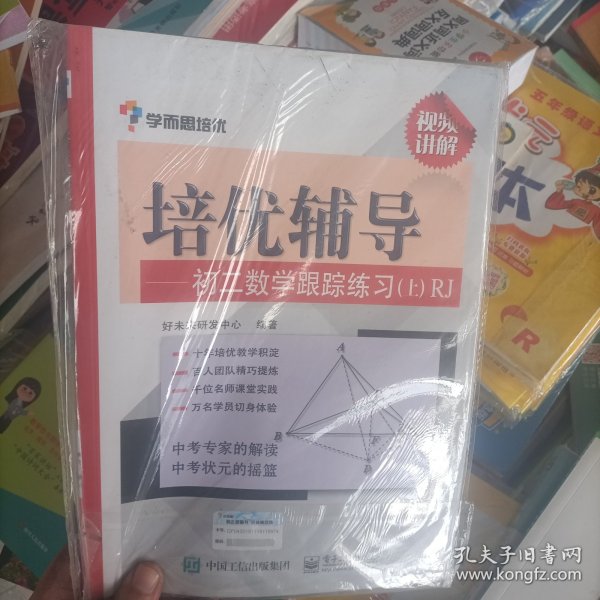 学而思培优
视频
讲解
培优辅导
初二数学跟踪练习(上)RJ
好未来研发中心 编著
十年培优教学积淀
百人团队精巧提炼
千位名师课堂实践
万名学员切身体验
A
B
D
中考专家的解读
中考状元的摇篮
中国工信出版集团
五年级语文
R
孔夫子旧书网
www.kongfz.com